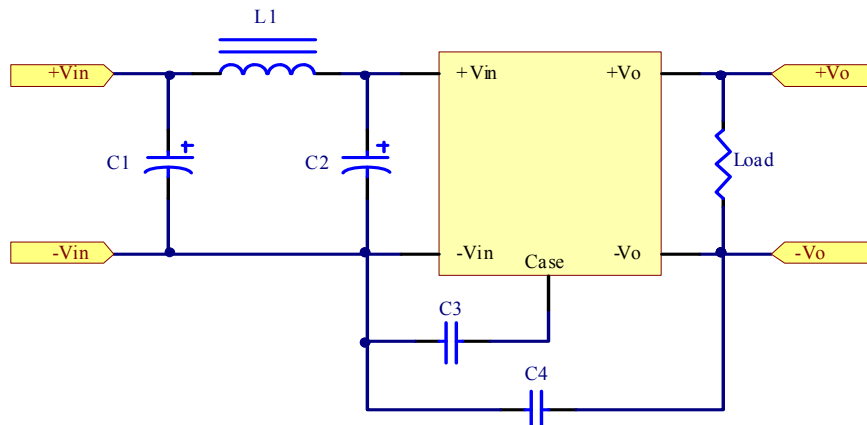 L1
+Vin
+Vin
+Vo
+Vo
C1
+
C2
+
Load
-Vin
-Vin
-Vo
-Vo
Case
C3
C4